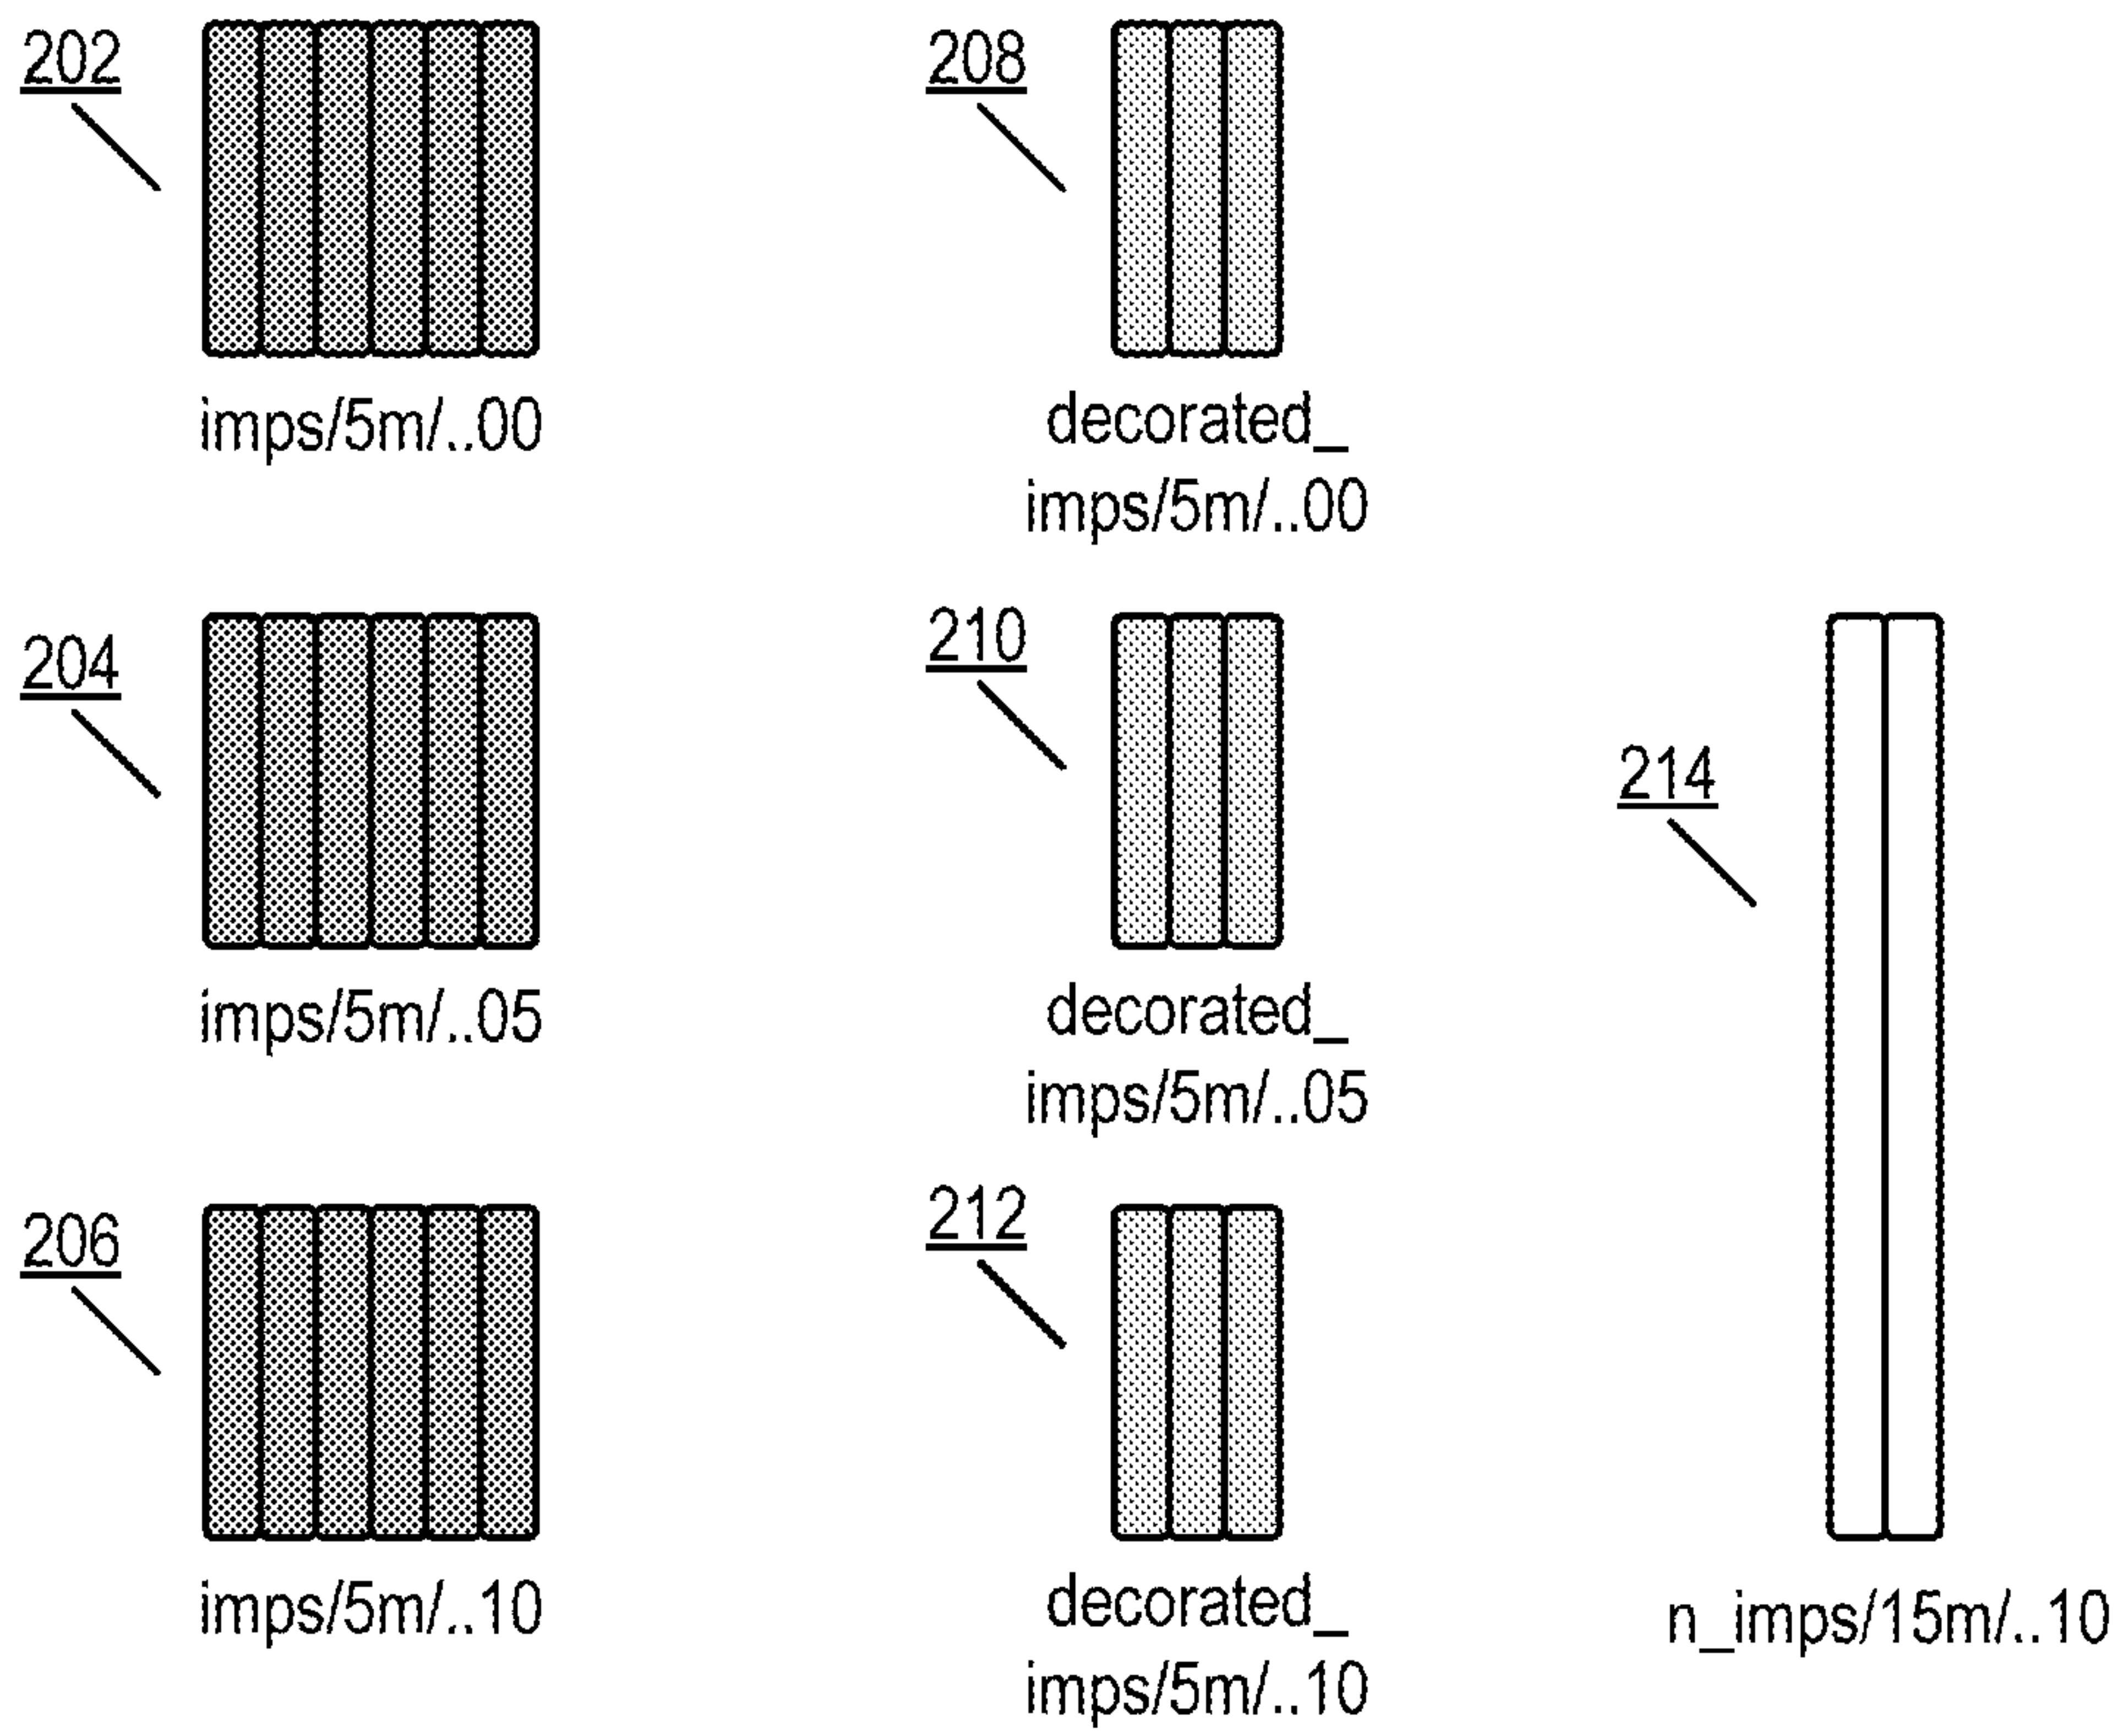 202
imps/5m/..00
208
decorated_
imps/5m/..00
204
imps/5m/..05
210
decorated_
imps/5m/..05
214
206
imps/5m/..10
212
decorated_
imps/5m/..10
n_imps/15m/..10